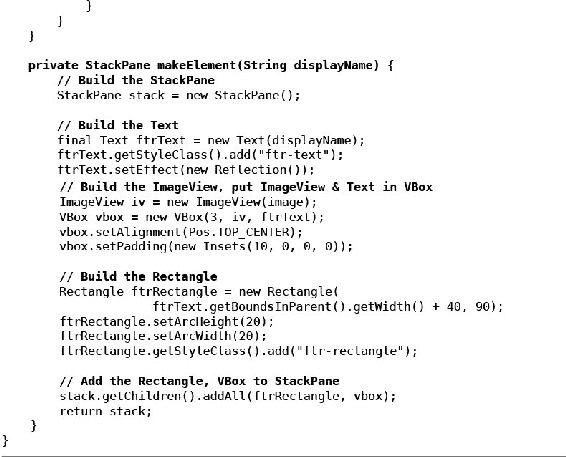 }
}
}
private StackPane makeElement(String displayName) {
// Build the StackPane
StackPane stack = new StackPane();
// Build the Text
final Text ftrText = new Text(displayName);
ftrText.getStyleClass().add("ftr-text");
ftrText.setEffect(new Reflection());
// Build the ImageView, put ImageView & Text in VBox
ImageView iv = new ImageView(image);
VBox vbox = new VBox(3, iv, ftrText);
vbox.setAlignment(Pos.TOP_CENTER);
vbox.setPadding(new Insets(10, 0, 0, 0));
// Build the Rectangle
Rectangle ftrRectangle = new Rectangle(
ftrText.getBoundsInParent().getWidth() + 40, 90);
ftrRectangle.setArcHeight(20);
ftrRectangle.setArcWidth(20);
ftrRectangle.getStyleClass().add("ftr-rectangle");
// Add the Rectangle, VBox to StackPane
stack.getChildren().addAll(ftrRectangle, vbox);
return stack;
}
}